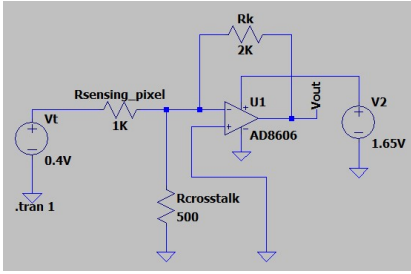 Rk
2K
Rsensing_pixel
1K
Vt
0.4V
U1
AD8606
Vout
V2
1.65V
.tran 1
Rcrosstalk
500